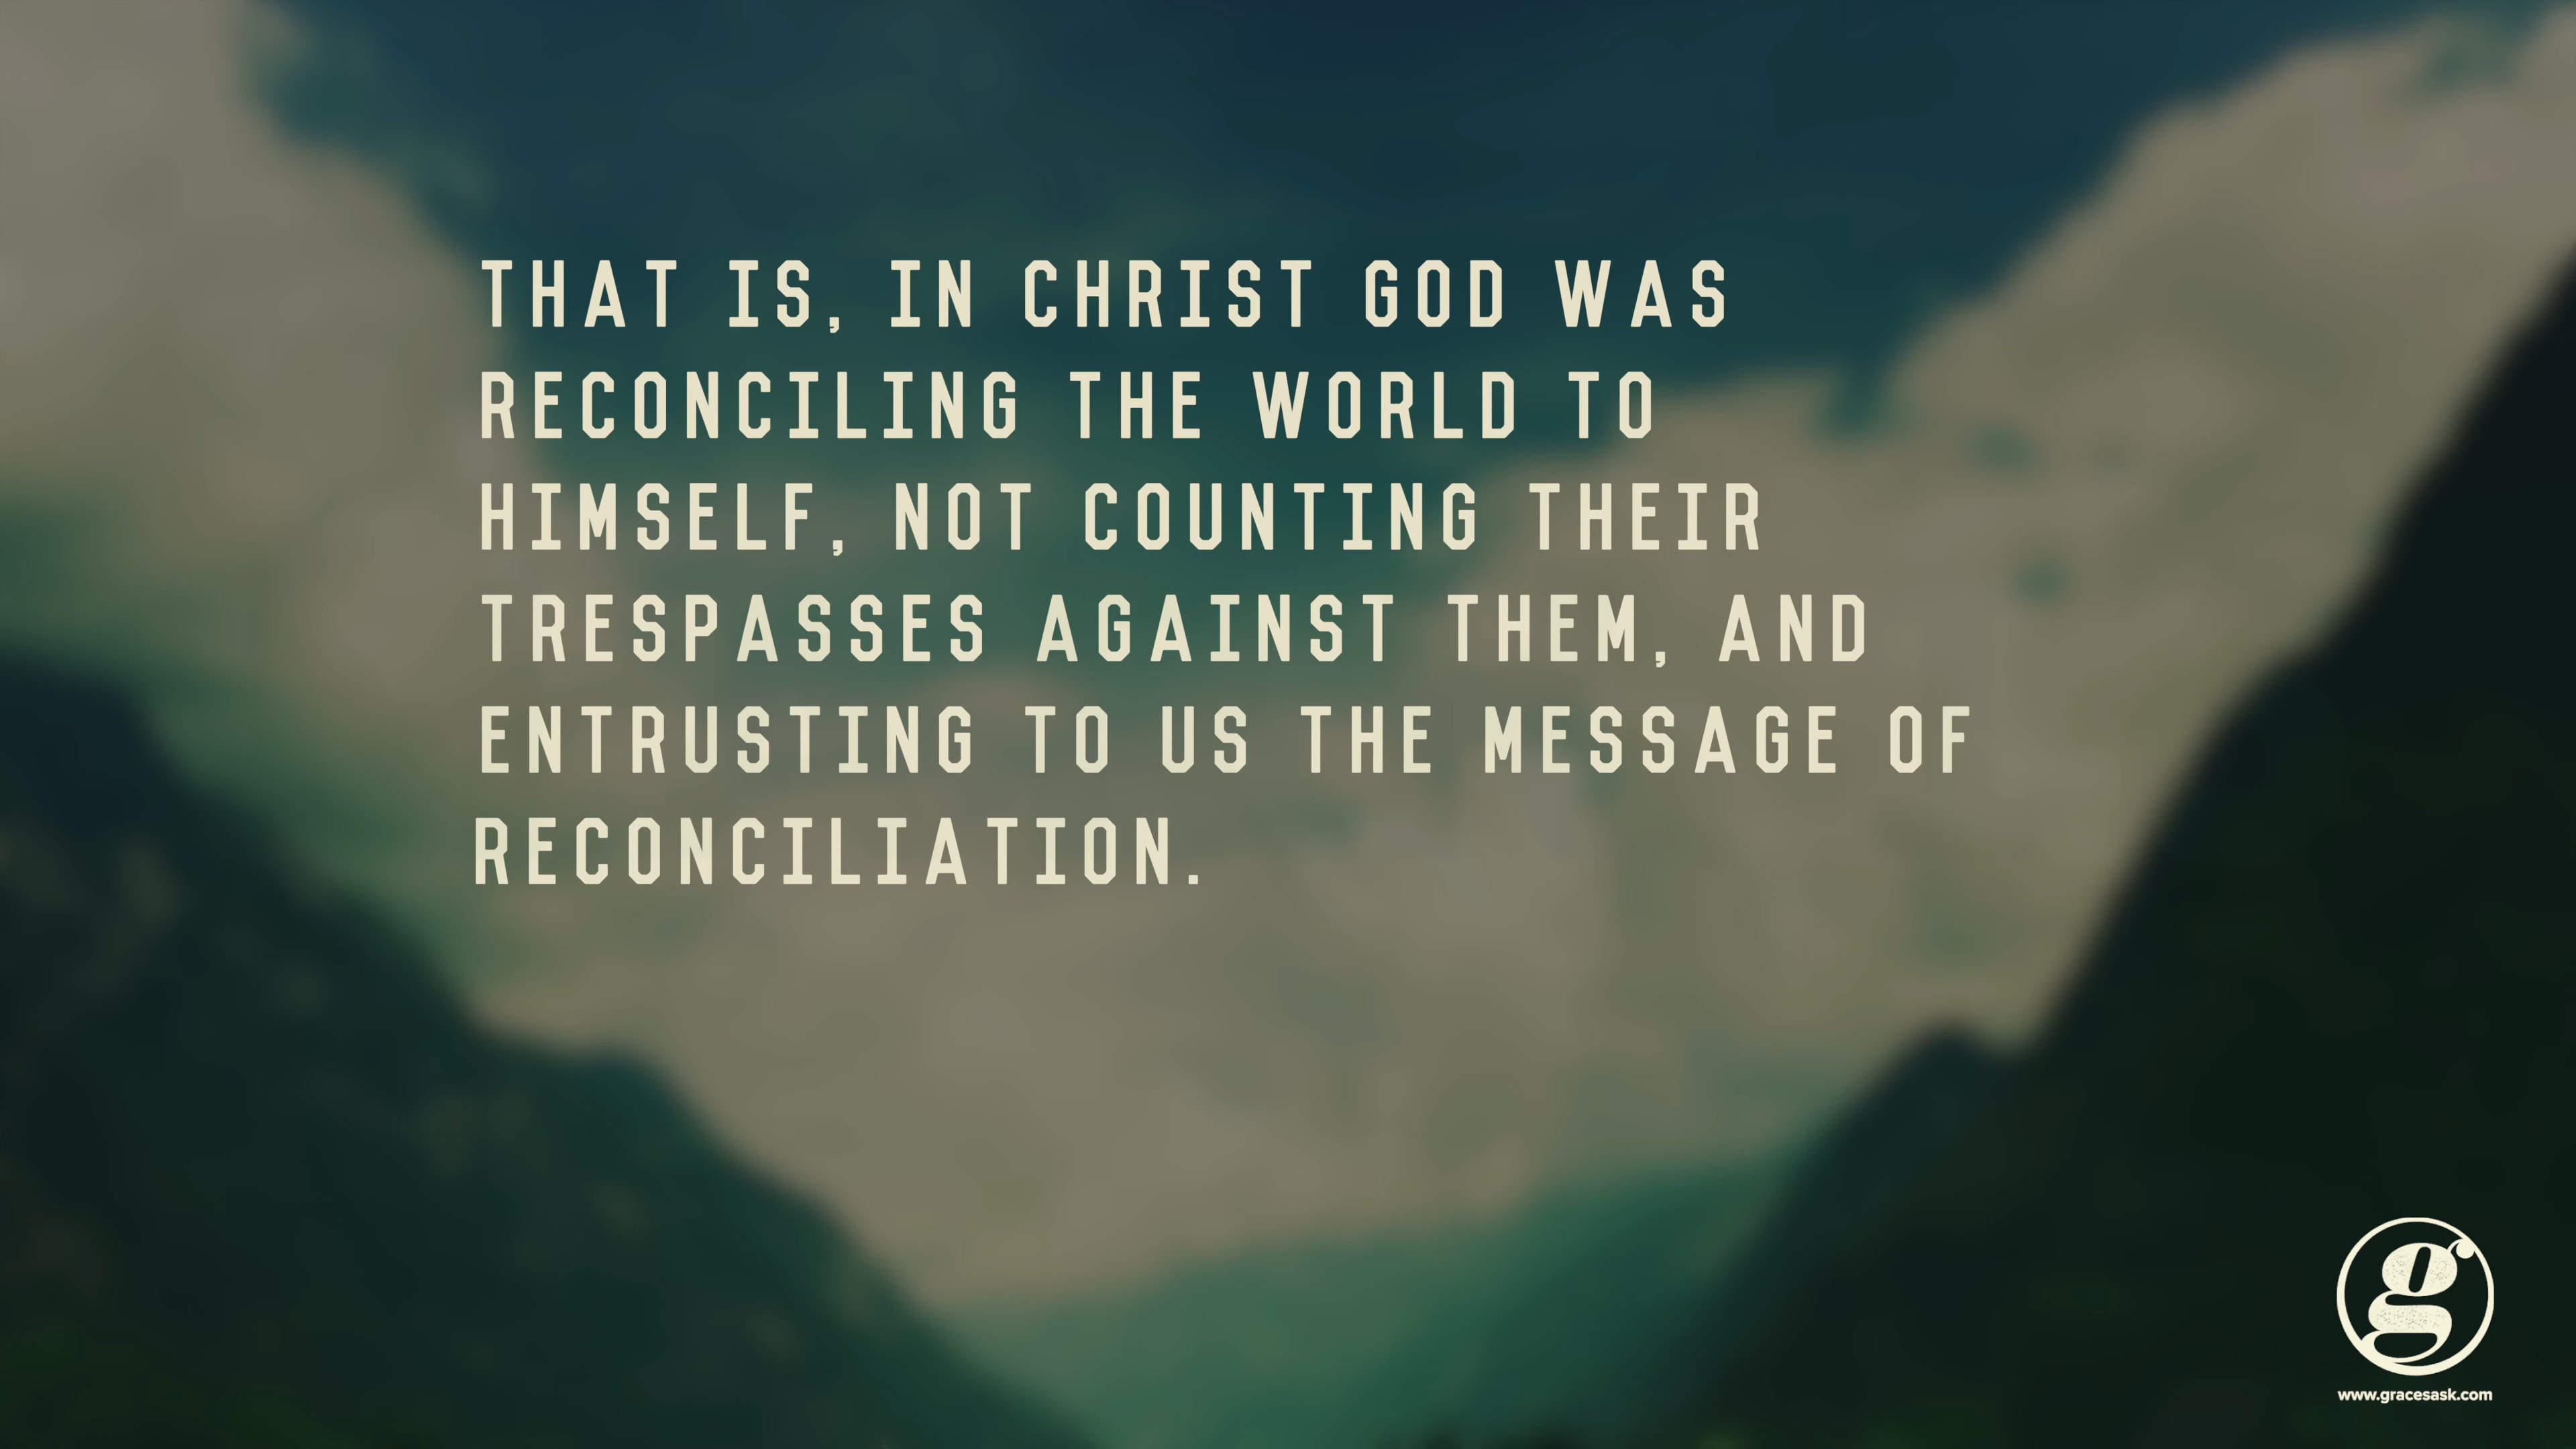 THAT IS, IN CHRIST GOD WAS
RECONCILING THE WORLD TO
HIMSELF, NOT COUNTING THEIR
TRESPASSES AGAINST THEM, AND
ENTRUSTING TO US THE MESSAGE OF
RECONCILIATION.
g
www.gracesask.com